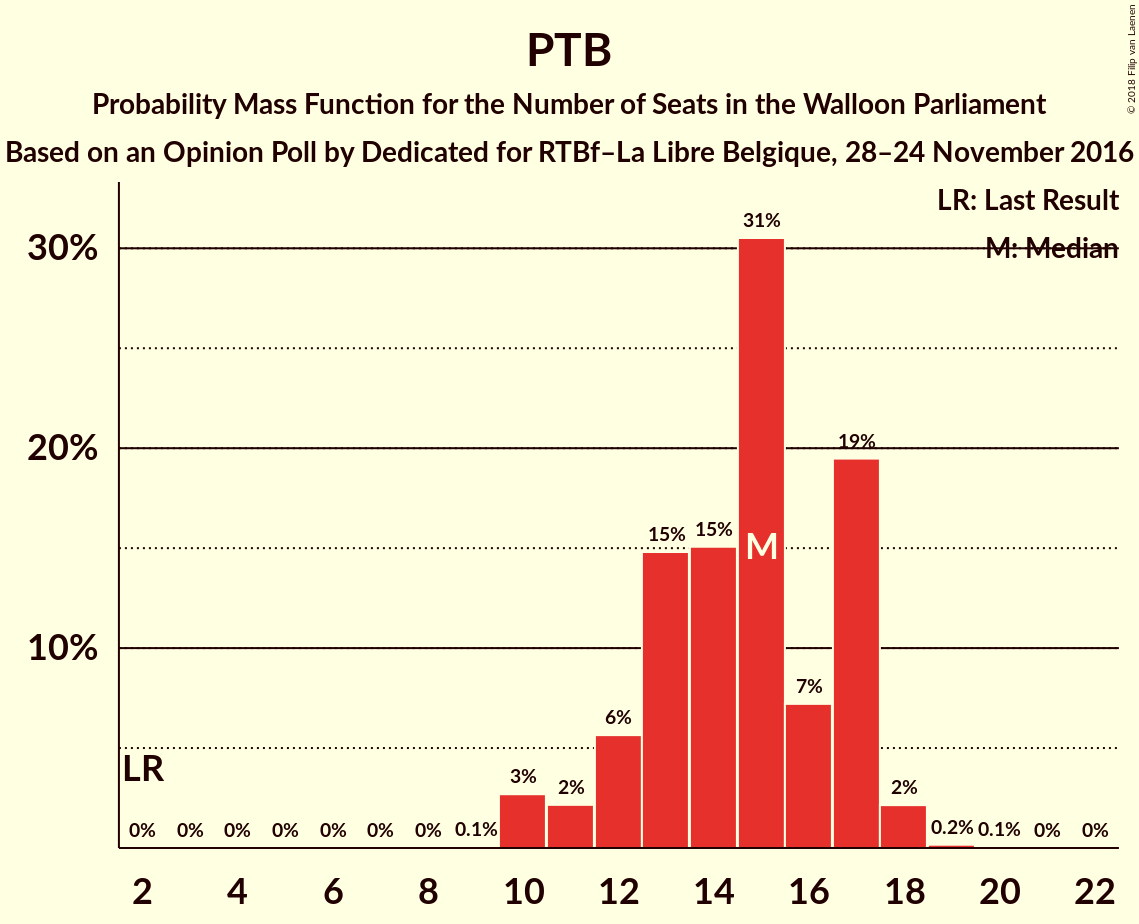 PTB
Probability Mass Function for the Number of Seats in the Walloon Parliament
Based on an Opinion Poll by Dedicated for RTBf–La Libre Belgique, 28–24 November 2016
© 2018 Filip van Laenen
LR: Last Result
M: Median
30%
20%
10%
LR
M
0% 0% 0% 0% 0% 0% 0% 0.1% 3% 2% 6% 15% 15% 31% 7% 19% 2% 0.2% 0.1% 0% 0%
2 4 6 8 10 12 14 16 18 20 22